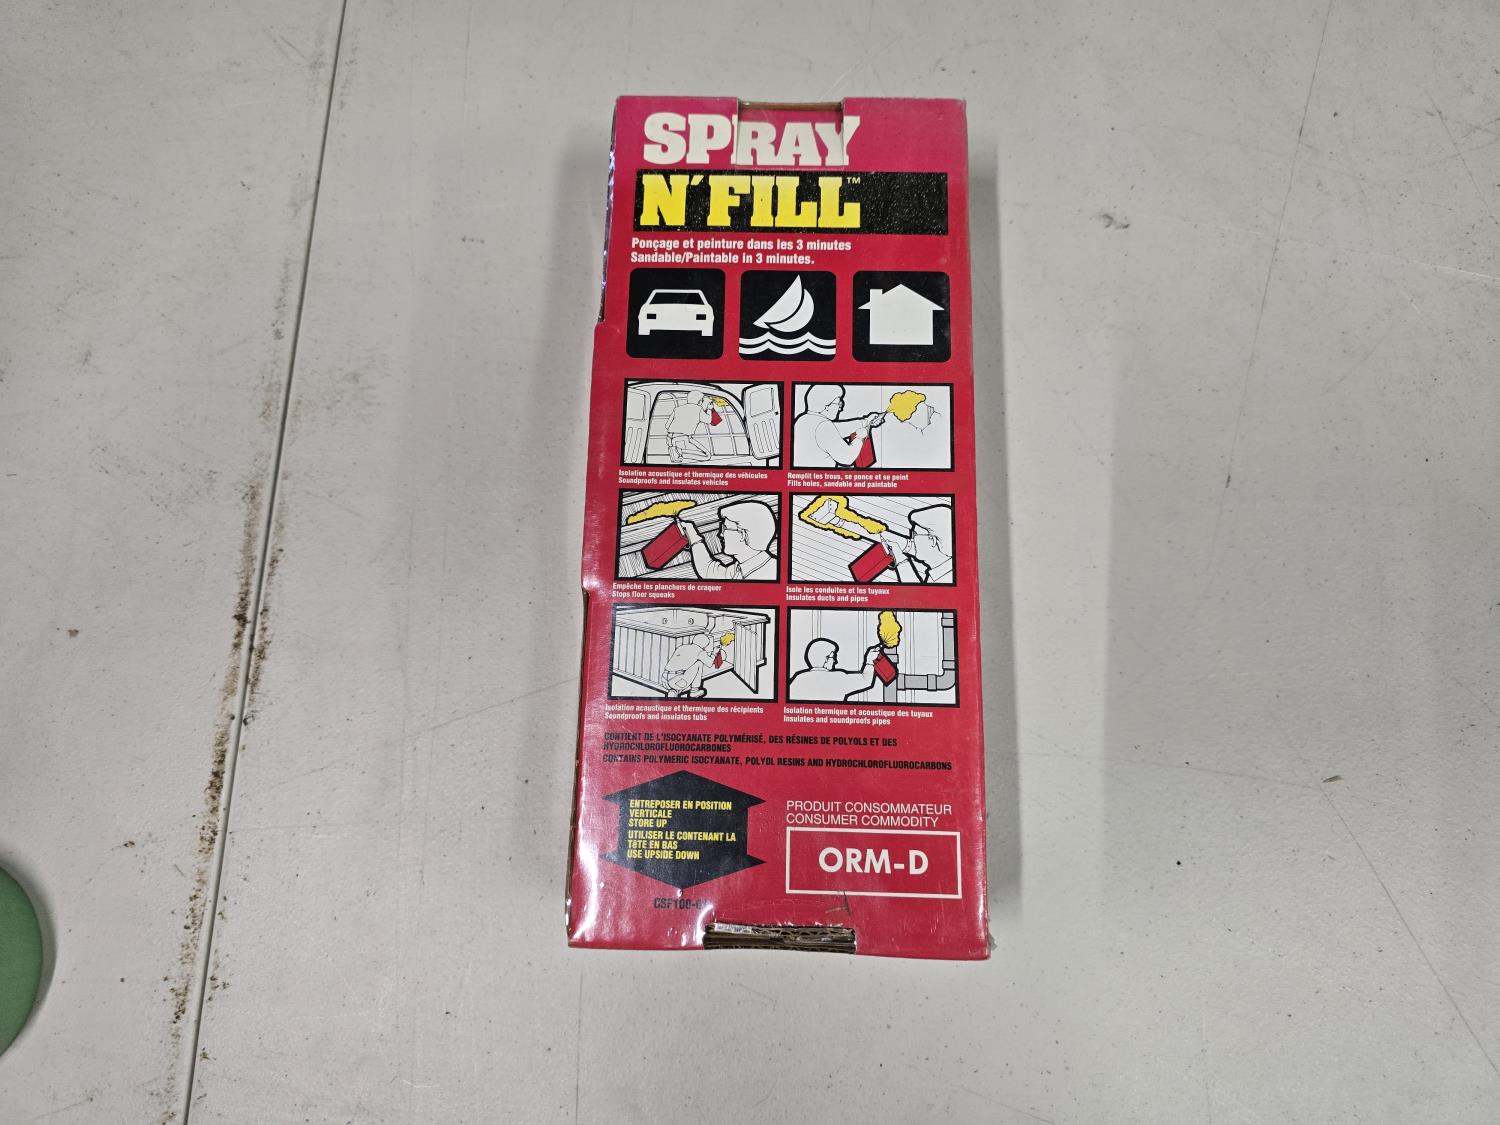 SPRAY
N'FILL™
Ponçage et peinture dans les 3 minutes
Sandable/Paintable in 3 minutes.
Isolation acoustique et thermique des véhicules
Soundproofs and insulates vehicles
Remplit les trous, se ponce et se peint
Fills holes, sandable and paintable
Empêche les planchers de craquer
Stops floor squeaks
Isole les conduites et les tuyaux
Insulates ducts and pipes
Isolation acoustique et thermique des récipients
Soundproofs and insulates tubs
Isolation thermique et acoustique des tuyaux
Insulates and soundproofs pipes
CONTIENT DE L'ISOCYANATE POLYMÉRISÉ, DES RÉSINES DE POLYOLS ET DES
HYDROCHLOROFLUOROCARBONES
CONTAINS POLYMERIC ISOCYANATE, POLYOL RESINS AND HYDROCHLOROFLUOROCARBONS
ENTREPOSER EN POSITION
VERTICALE
STORE UP
UTILISER LE CONTENANT LA
TêTE EN BAS
USE UPSIDE DOWN
PRODUIT CONSOMMATEUR
CONSUMER COMMODITY
ORM-D